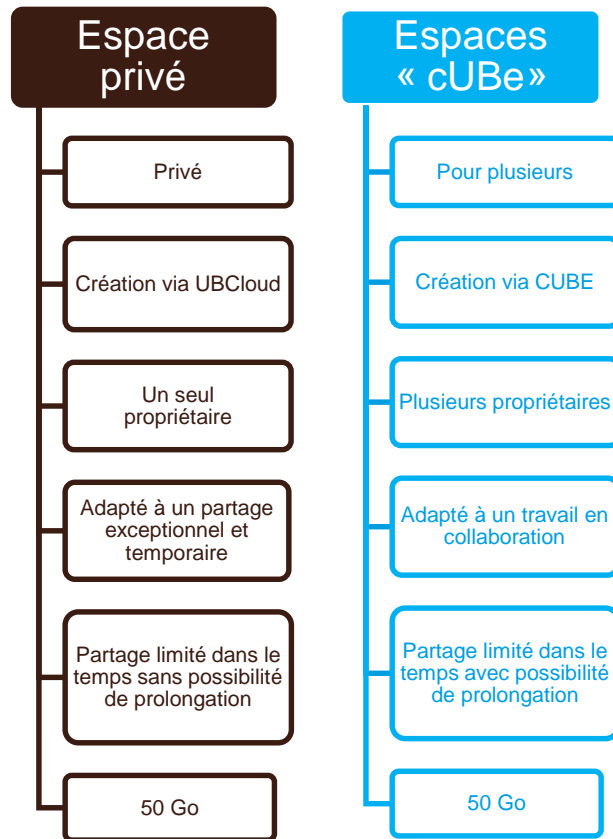 Espace
privé
Privé
Création via UBCloud
Un seul
propriétaire
Adapté à un partage
exceptionnel et
temporaire
Partage limité dans le
temps sans possibilité
de prolongation
50 Go
Espaces
« cUBe»
Pour plusieurs
Création via CUBE
Plusieurs propriétaires
Adapté à un travail en
collaboration
Partage limité dans le
temps avec possibilité
de prolongation
50 Go